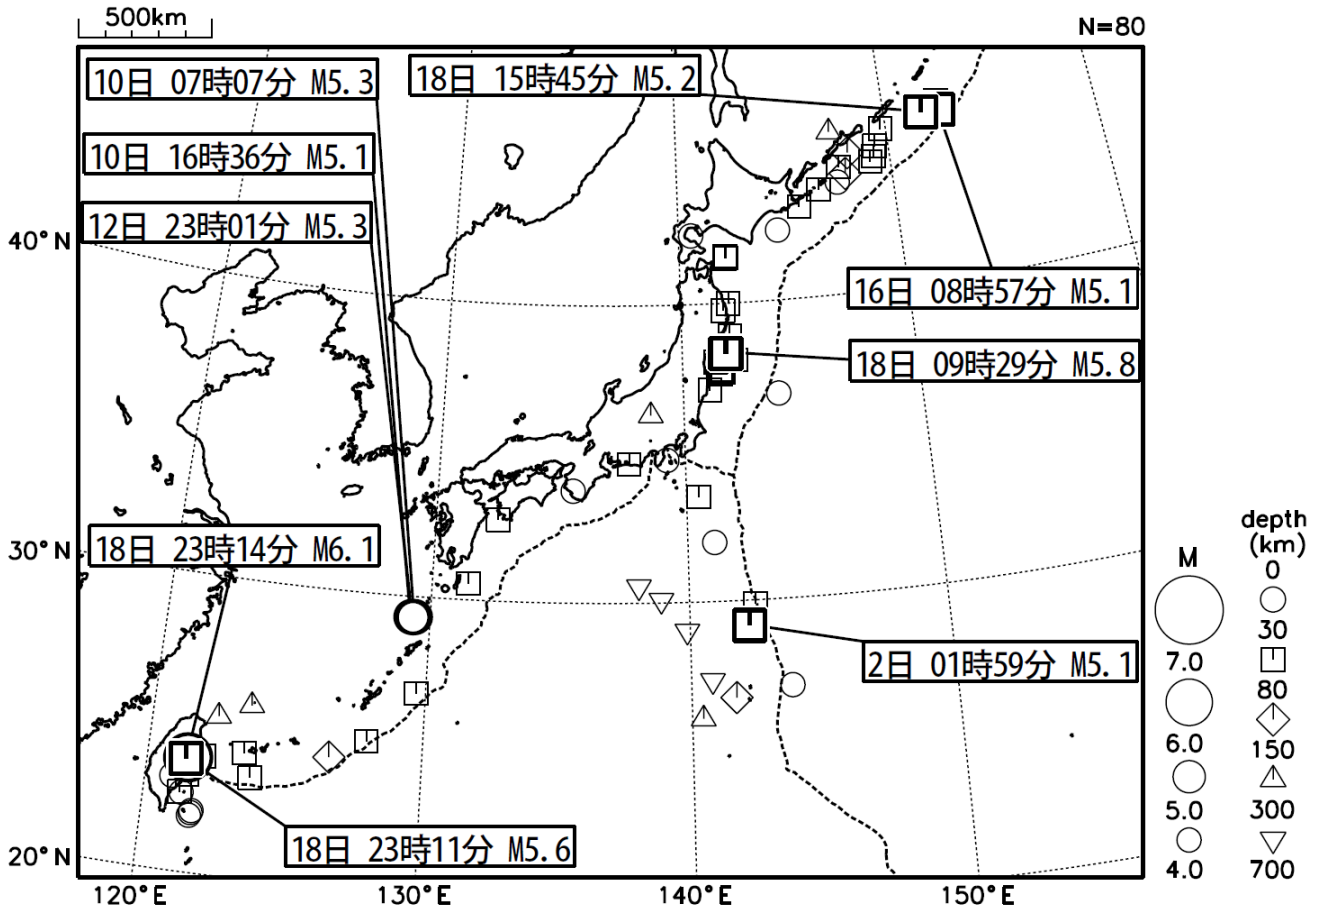 500km
N=80
10日 07時07分 M5.3
18日 15時45分 M5.2
10日 16時36分 M5.1
12日 23時01分 M5.3
40°N
16日 08時57分 M5.1
18日 09時29分 M5.8
18日 23時14分 M6.1
30°N
2日 01時59分 M5.1
18日 23時11分 M5.6
20°N
120°E
130°E
140°E
150°E
M
7.0
6.0
5.0
4.0
depth
(km)
0
30
80
150
300
700